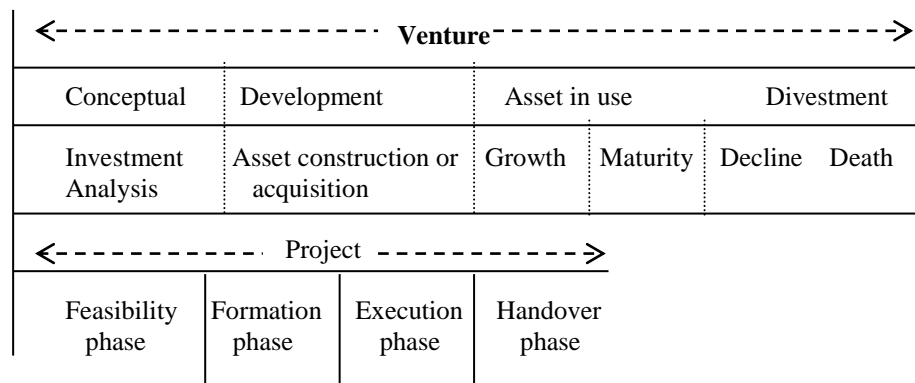 Venture
Conceptual Development Asset in use Divestment
Investment Asset construction or Growth Maturity Decline Death
Analysis acquisition
Project
Feasibility Formation Execution Handover
phase phase phase phase